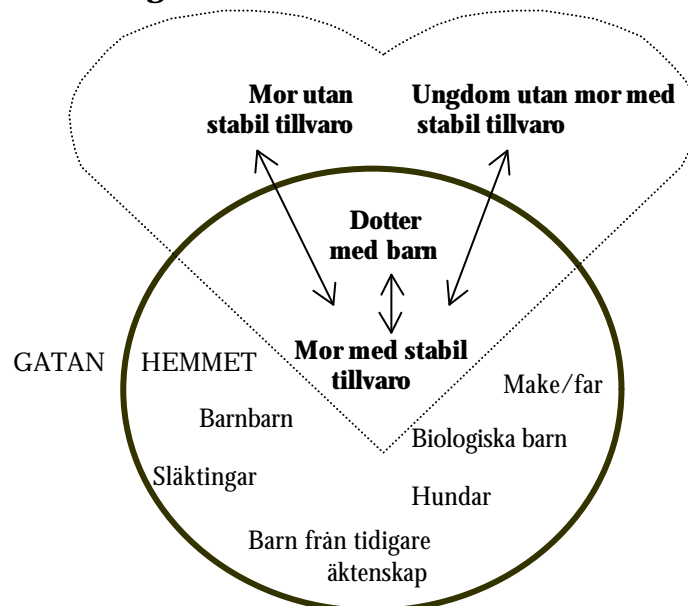 Mor utan
stabil tillvaro
Ungdom utan mor med
stabil tillvaro
Dotter
med barn
Mor med stabil
tillvaro
GATAN
HEMMET
Make/far
Barnbarn
Biologiska barn
Släktingar
Hundar
Barn från tidigare
äktenskap